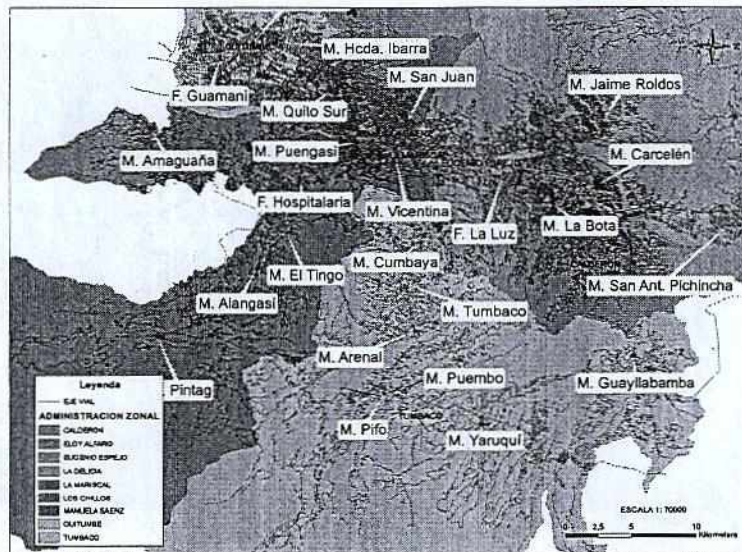 M. Hcda. Ibarra
M. San Juan
M. Jaime Roldos
F. Guamani
M. Quito Sur
M. Puengasi
M. Carcelén
M. Amaguaña
F. Hospitalaria
M. Vicentina
F. La Luz
M. La Bota
M. El Tingo
M. Cumbaya
M. San Ant. Pichincha
M. Alangasí
M. Tumbaco
M. Arenal
Pintag
M. Puembo
M. Guayllabamba
M. Pifo
TUMBACO
M. Yaruquí
Leyenda
EJE VIAL
ADMINISTRACION ZONAL
CALDERON
ELOY ALFARO
EUGENIO ESPEJO
LA DELICIA
LA MARISCAL
LOS CHILLOS
MANUELA SAENZ
QUITUMBE
TUMBACO
ESCALA 1: 70000
0 2,5 5 10
Kilometers